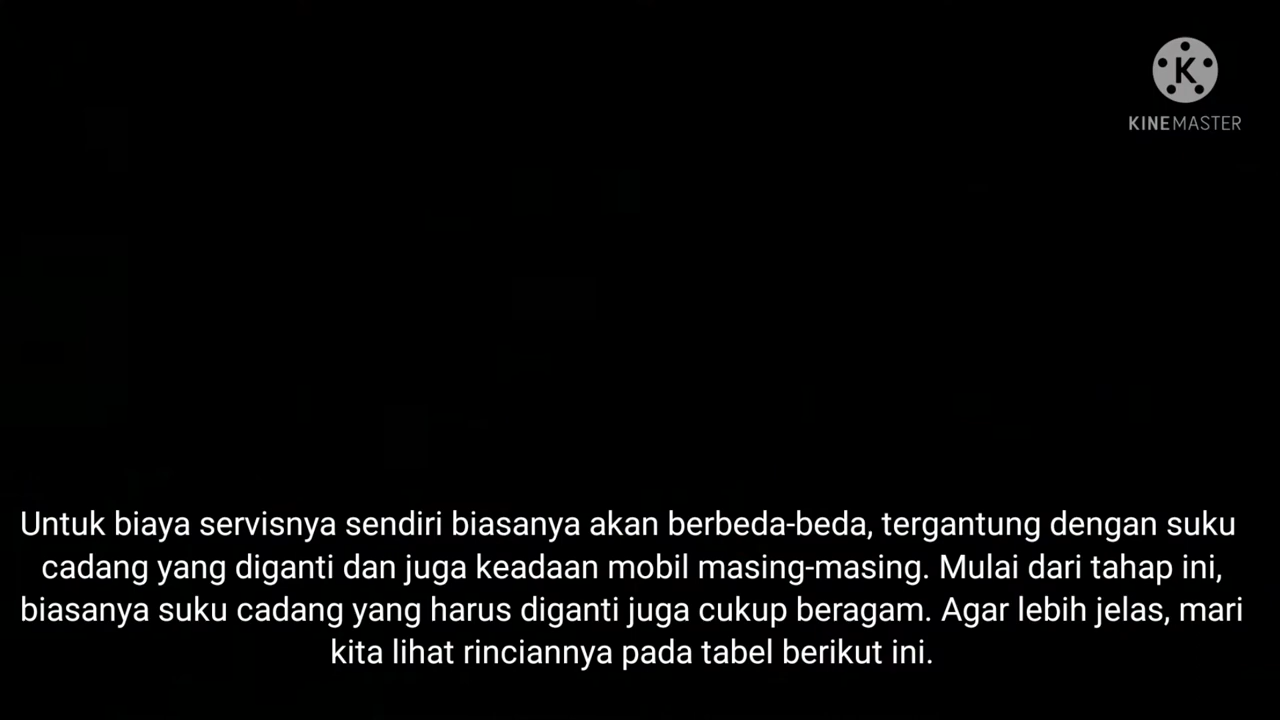 K
KINEMASTER
Untuk biaya servisnya sendiri biasanya akan berbeda-beda, tergantung dengan suku
cadang yang diganti dan juga keadaan mobil masing-masing. Mulai dari tahap ini,
biasanya suku cadang yang harus diganti juga cukup beragam. Agar lebih jelas, mari
kita lihat rinciannya pada tabel berikut ini.